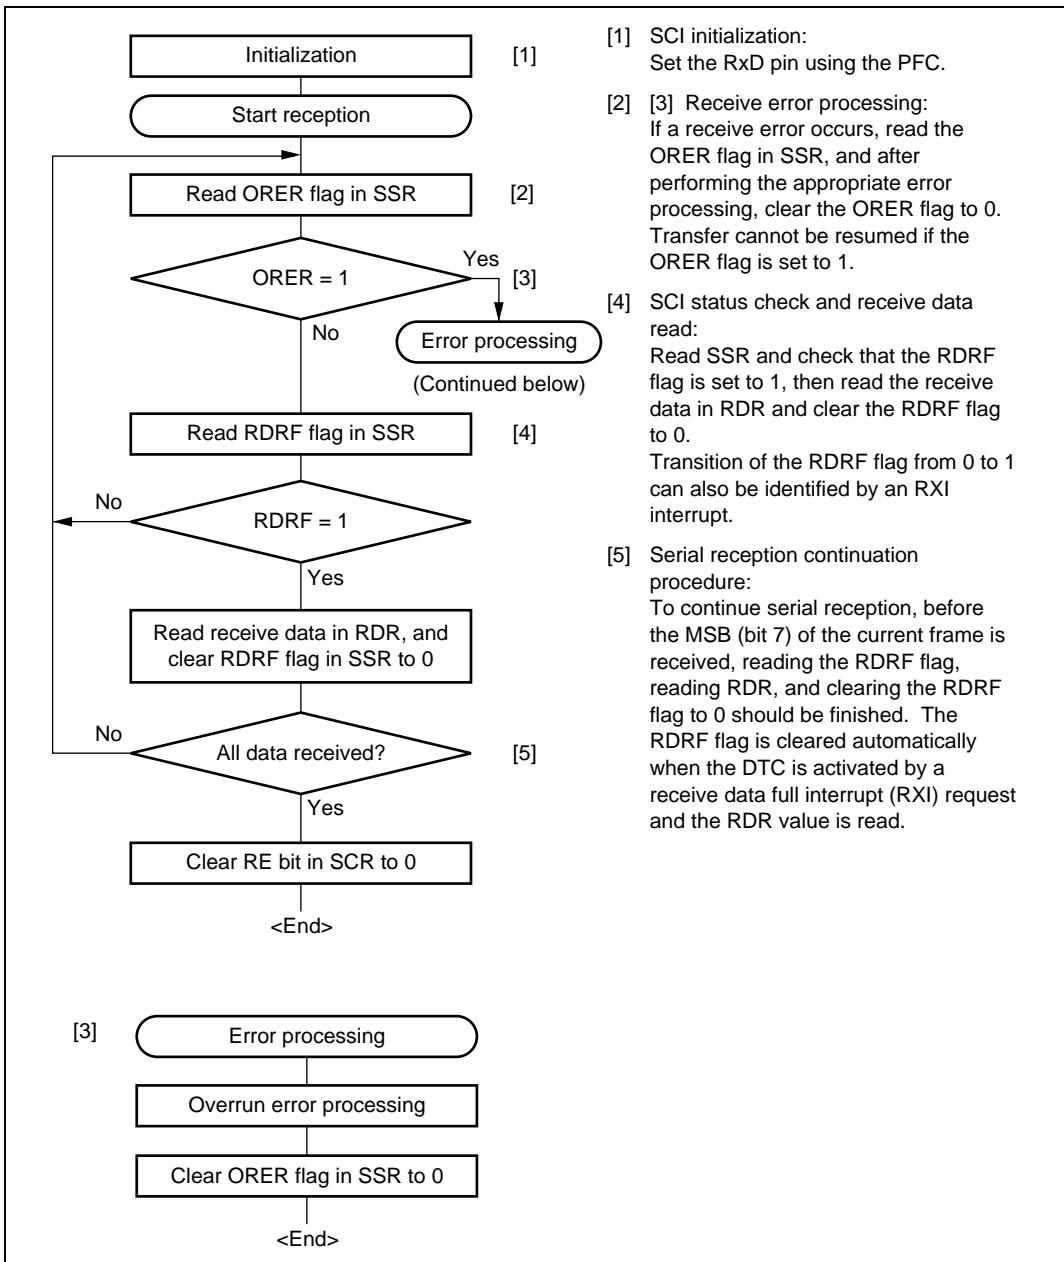 Initialization
[1]
Start reception
Read ORER flag in SSR
[2]
ORER = 1
Yes
[3]
No
Error processing
(Continued below)
Read RDRF flag in SSR
[4]
No
RDRF = 1
Yes
Read receive data in RDR, and
clear RDRF flag in SSR to 0
No
All data received?
[5]
Yes
Clear RE bit in SCR to 0
<End>
[3]
Error processing
Overrun error processing
Clear ORER flag in SSR to 0
<End>
[1] SCI initialization:
Set the RxD pin using the PFC.
[2] [3] Receive error processing:
If a receive error occurs, read the
ORER flag in SSR, and after
performing the appropriate error
processing, clear the ORER flag to 0.
Transfer cannot be resumed if the
ORER flag is set to 1.
[4] SCI status check and receive data
read:
Read SSR and check that the RDRF
flag is set to 1, then read the receive
data in RDR and clear the RDRF flag
to 0.
Transition of the RDRF flag from 0 to 1
can also be identified by an RXI
interrupt.
[5] Serial reception continuation
procedure:
To continue serial reception, before
the MSB (bit 7) of the current frame is
received, reading the RDRF flag,
reading RDR, and clearing the RDRF
flag to 0 should be finished. The
RDRF flag is cleared automatically
when the DTC is activated by a
receive data full interrupt (RXI) request
and the RDR value is read.